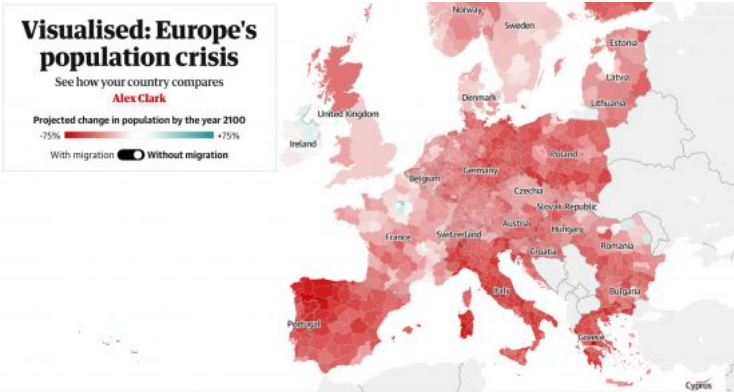 Visualised: Europe's
population crisis
See how your country compares
Alex Clark
Projected change in population by the year 2100
-75% +75%
With migration Without migration
Norway
Sweden
Estonia
Latvia
Denmark
Lithuania
United Kingdom
Ireland
Poland
Germany
Belgium
Czechia
Slovak Republic
Austria
Hungary
Switzerland
France
Romania
Croatia
Italy
Bulgaria
Portugal
Greece
Cyprus